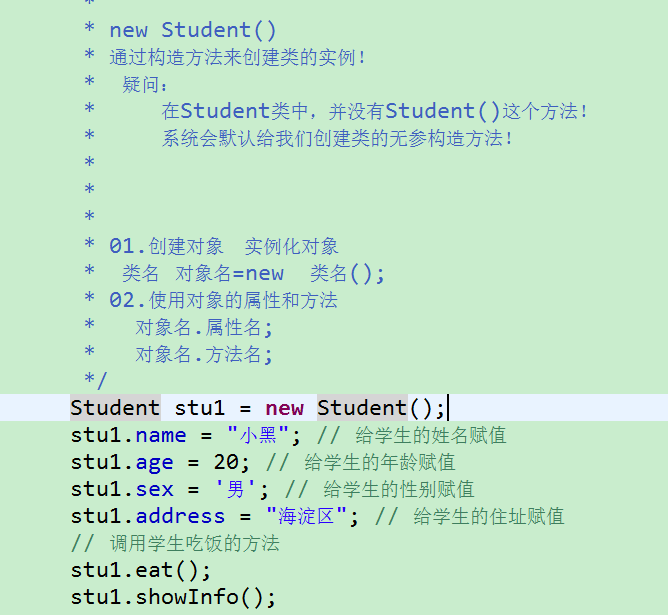 *
* new Student()
* 通过构造方法来创建类的实例！
*  疑问：
*     在Student类中，并没有Student()这个方法！
*     系统会默认给我们创建类的无参构造方法！
*
*
*
* 01.创建对象  实例化对象
*  类名 对象名=new  类名();
* 02.使用对象的属性和方法
*   对象名.属性名;
*   对象名.方法名;
*/
Student stu1 = new Student();
stu1.name = "小黑"; // 给学生的姓名赋值
stu1.age = 20; // 给学生的年龄赋值
stu1.sex = '男'; // 给学生的性别赋值
stu1.address = "海淀区"; // 给学生的住址赋值
// 调用学生吃饭的方法
stu1.eat();
stu1.showInfo();